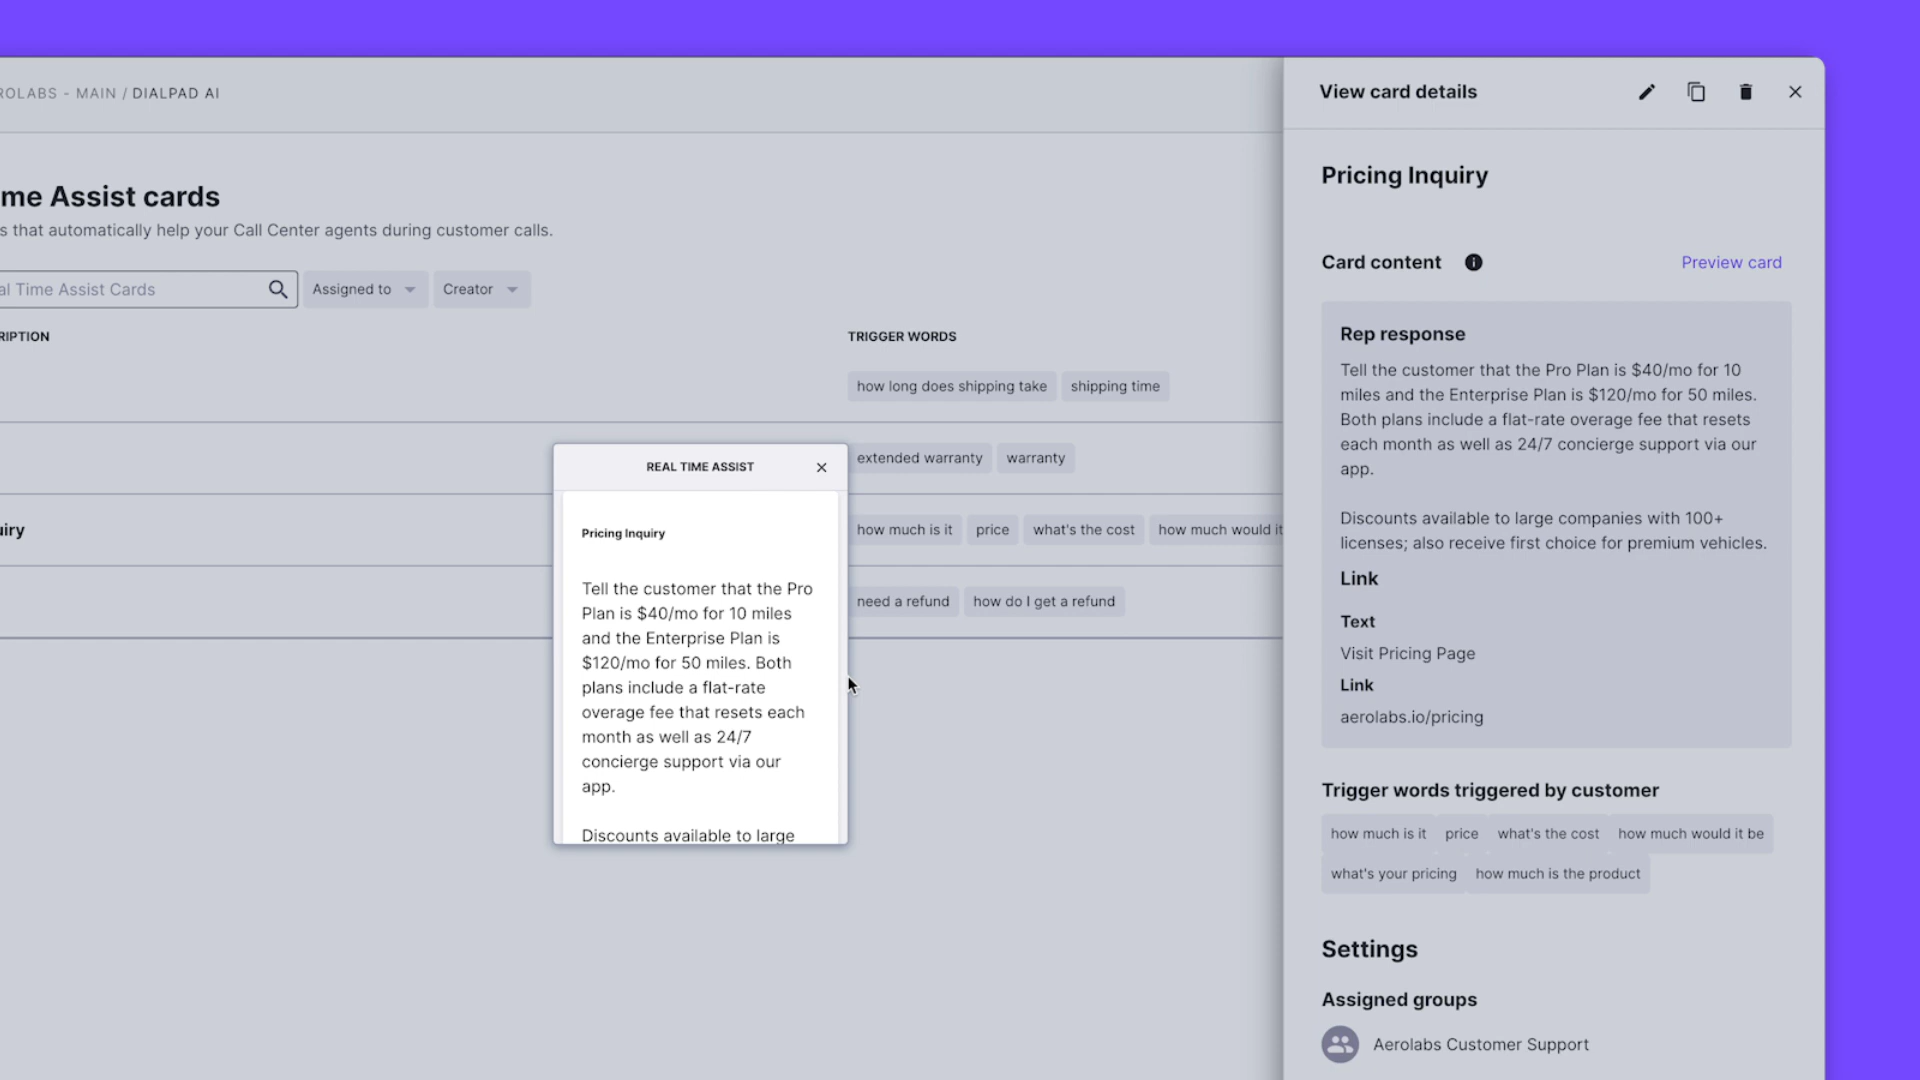 ROLABS - MAIN / DIALPAD AI
me Assist cards
s that automatically help your Call Center agents during customer calls.
al Time Assist Cards
Assigned to
Creator
RIPTION
TRIGGER WORDS
how long does shipping take
shipping time
extended warranty
warranty
uiry
how much is it
price
what's the cost
how much would it
need a refund
how do I get a refund
REAL TIME ASSIST
Pricing Inquiry
Tell the customer that the Pro
Plan is $40/mo for 10 miles
and the Enterprise Plan is
$120/mo for 50 miles. Both
plans include a flat-rate
overage fee that resets each
month as well as 24/7
concierge support via our
app.
Discounts available to large
View card details
Pricing Inquiry
Card content
Preview card
Rep response
Tell the customer that the Pro Plan is $40/mo for 10
miles and the Enterprise Plan is $120/mo for 50 miles.
Both plans include a flat-rate overage fee that resets
each month as well as 24/7 concierge support via our
app.
Discounts available to large companies with 100+
licenses; also receive first choice for premium vehicles.
Link
Text
Visit Pricing Page
Link
aerolabs.io/pricing
Trigger words triggered by customer
how much is it
price
what's the cost
how much would it be
what's your pricing
how much is the product
Settings
Assigned groups
Aerolabs Customer Support